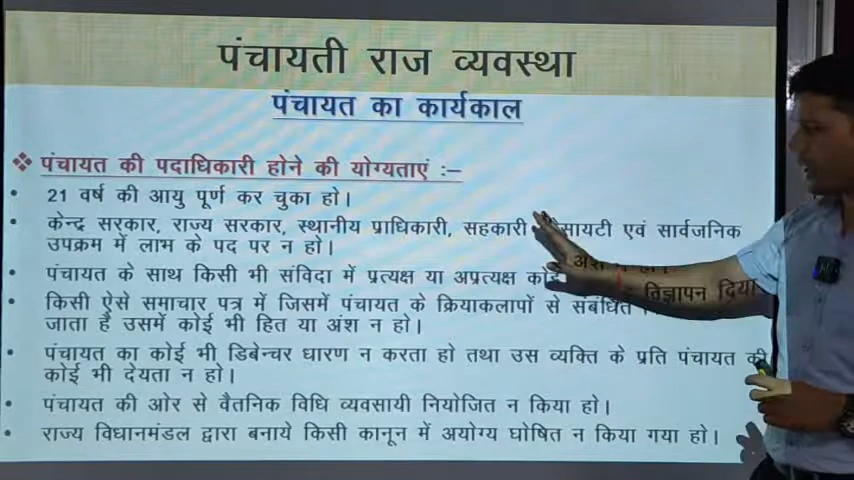 पंचायती राज व्यवस्था
पंचायत का कार्यकाल
❖ पंचायत की पदाधिकारी होने की योग्यताएं :–
• 21 वर्ष की आयु पूर्ण कर चुका हो।
• केन्द्र सरकार, राज्य सरकार, स्थानीय प्राधिकारी, सहकारी एवं सार्वजनिक
उपक्रम में लाभ के पद पर न हो।
• पंचायत के साथ किसी भी संविदा में प्रत्यक्ष या अप्रत्यक्ष अंश न हो।
• किसी ऐसे समाचार पत्र में जिसमें पंचायत के क्रियाकलापों से संबंधित विज्ञापन दिया
जाता है उसमें कोई भी हित या अंश न हो।
• पंचायत का कोई भी डिबेन्चर धारण न करता हो तथा उस व्यक्ति के प्रति पंचायत की
कोई भी देयता न हो।
• पंचायत की ओर से वैतनिक विधि व्यवसायी नियोजित न किया हो।
• राज्य विधानमंडल द्वारा बनाये किसी कानून में अयोग्य घोषित न किया गया हो।